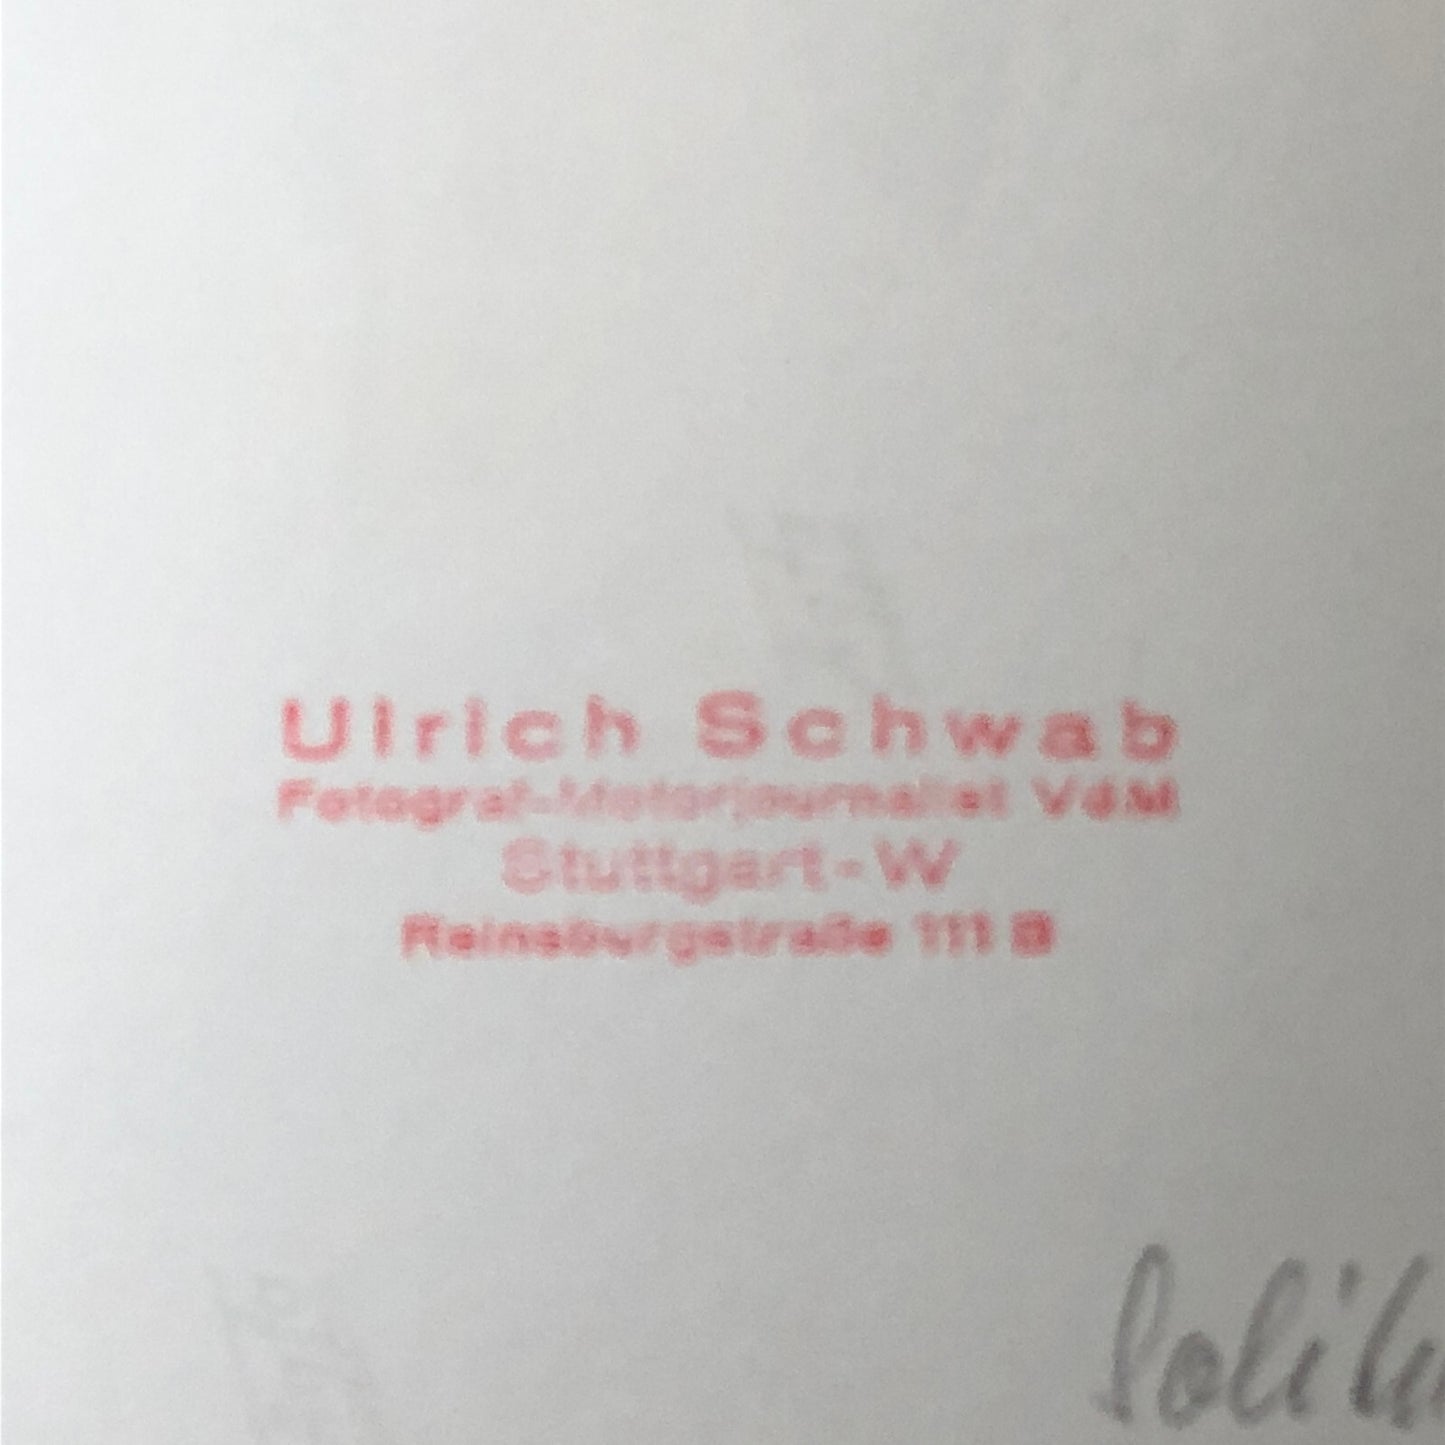 Ulrich Schwab
Fotograf-Motorjournalist VdM
Stuttgart-W
Reinsburgstraße 111 B